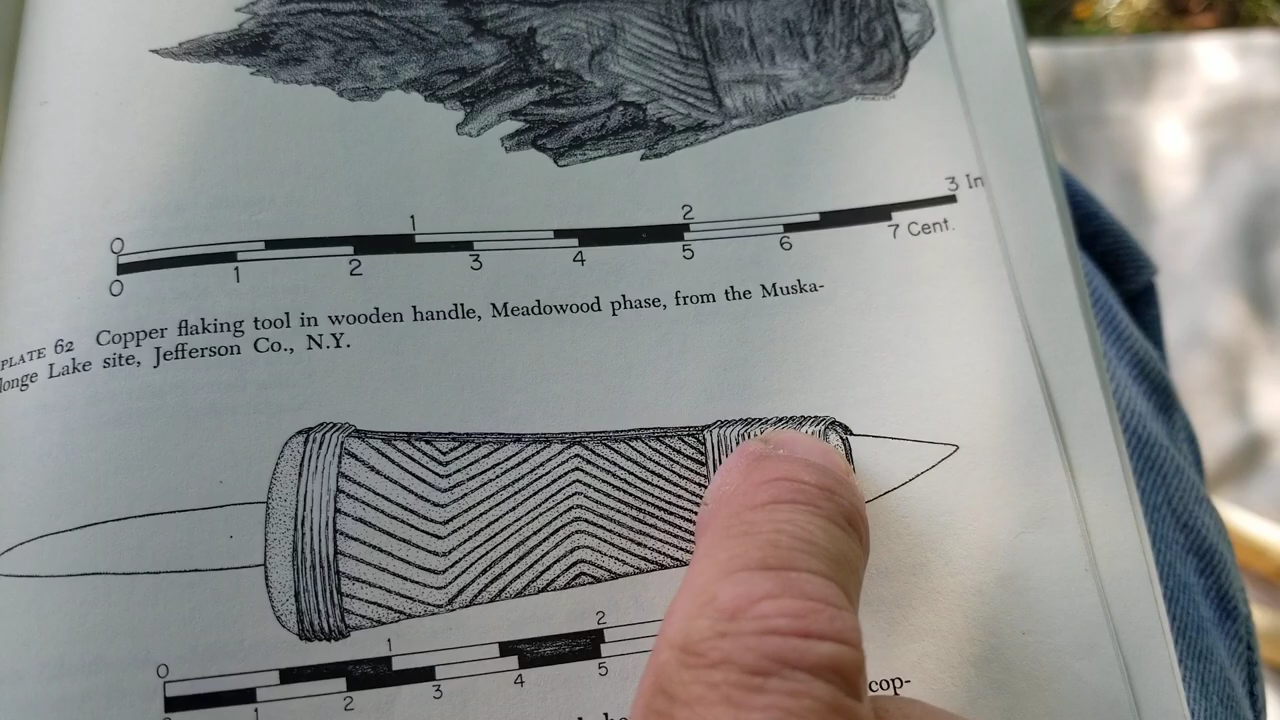 1 2 3 In
0
0 1 2 3 4 5 6 7 Cent.
PLATE 62 Copper flaking tool in wooden handle, Meadowood phase, from the Muska-
longe Lake site, Jefferson Co., N.Y.
0 1 2
1 2 3 4 5
cop-